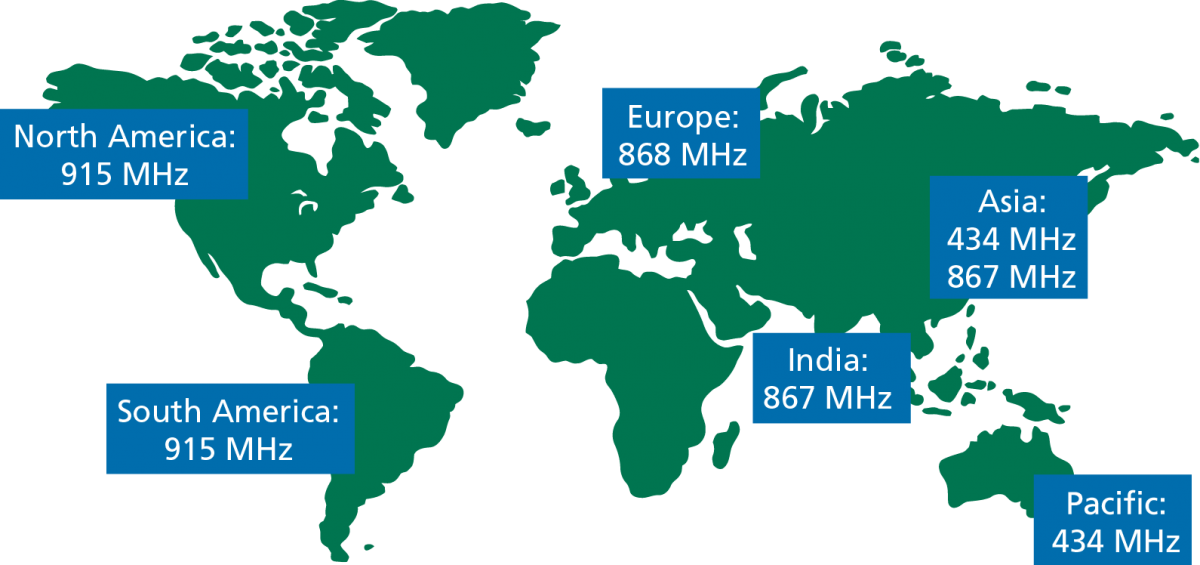 North America:
915 MHz
Europe:
868 MHz
Asia:
434 MHz
867 MHz
India:
867 MHz
South America:
915 MHz
Pacific:
434 MHz